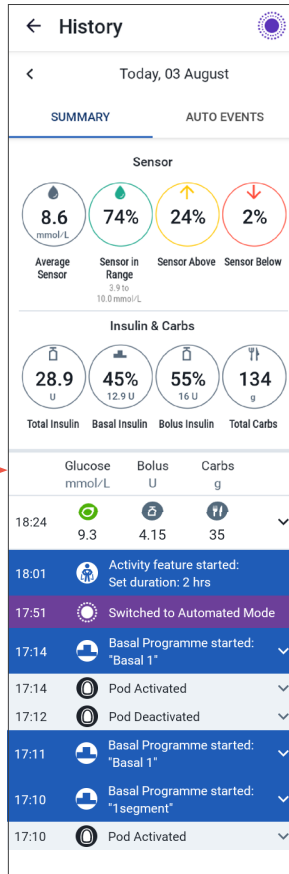 History
Today, 03 August
SUMMARY AUTO EVENTS
Sensor
8.6 74% 24% 2%
mmol/L
Average Sensor in Sensor Above Sensor Below
Sensor Range
3.9 to
10.0 mmol/L
Insulin & Carbs
28.9 45% 55% 134
U 12.9 U 16 U g
Total Insulin Basal Insulin Bolus Insulin Total Carbs
Glucose Bolus Carbs
mmol/L U g
18:24
9.3 4.15 35
18:01 Activity feature started:
Set duration: 2 hrs
17:51 Switched to Automated Mode
17:14 Basal Programme started:
"Basal 1"
17:14 Pod Activated
17:12 Pod Deactivated
17:11 Basal Programme started:
"Basal 1"
17:10 Basal Programme started:
"1segment"
17:10 Pod Activated